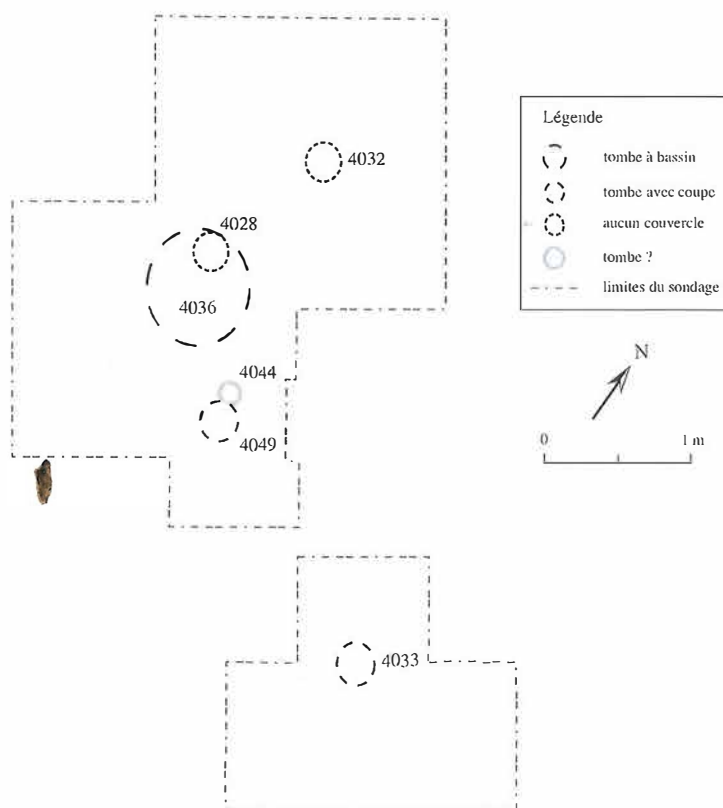 4032
4028
4036
4044
4049
4033
Légende
tombe à bassin
tombe avec coupe
aucun couvercle
tombe ?
limites du sondage
N
0 1 m